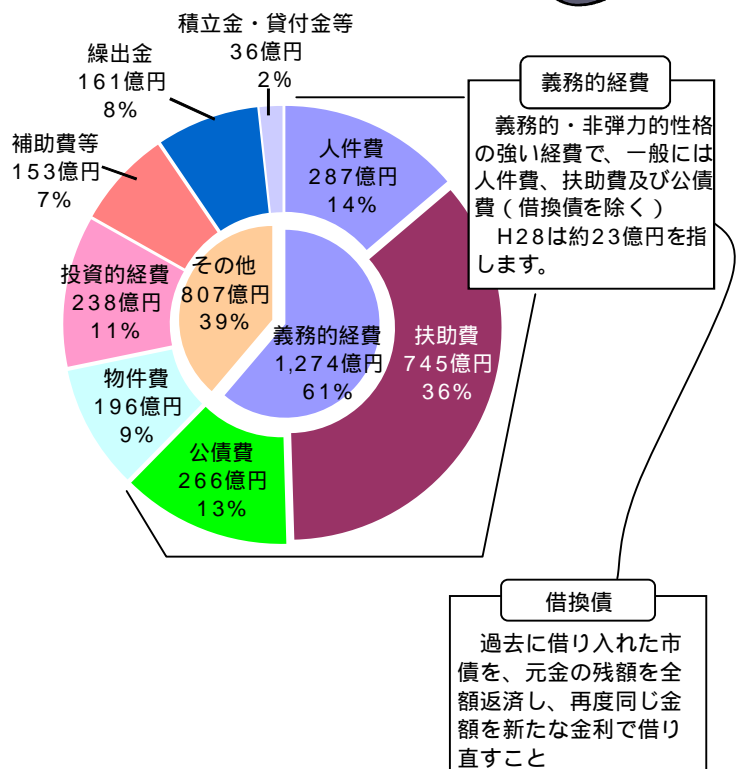 積立金・貸付金等
36億円
2%
繰出金
161億円
8%
補助費等
153億円
7%
投資的経費
238億円
11%
物件費
196億円
9%
公債費
266億円
13%
人件費
287億円
14%
扶助費
745億円
36%
その他
807億円
39%
義務的経費
1,274億円
61%
義務的経費
義務的・非弾力的性格
の強い経費で、一般には
人件費、扶助費及び公債
費(借換債を除く)
H28は約23億円を指
します。
借換債
過去に借り入れた市
債を、元金の残額を全
額返済し、再度同じ金
額を新たな金利で借り
直すこと